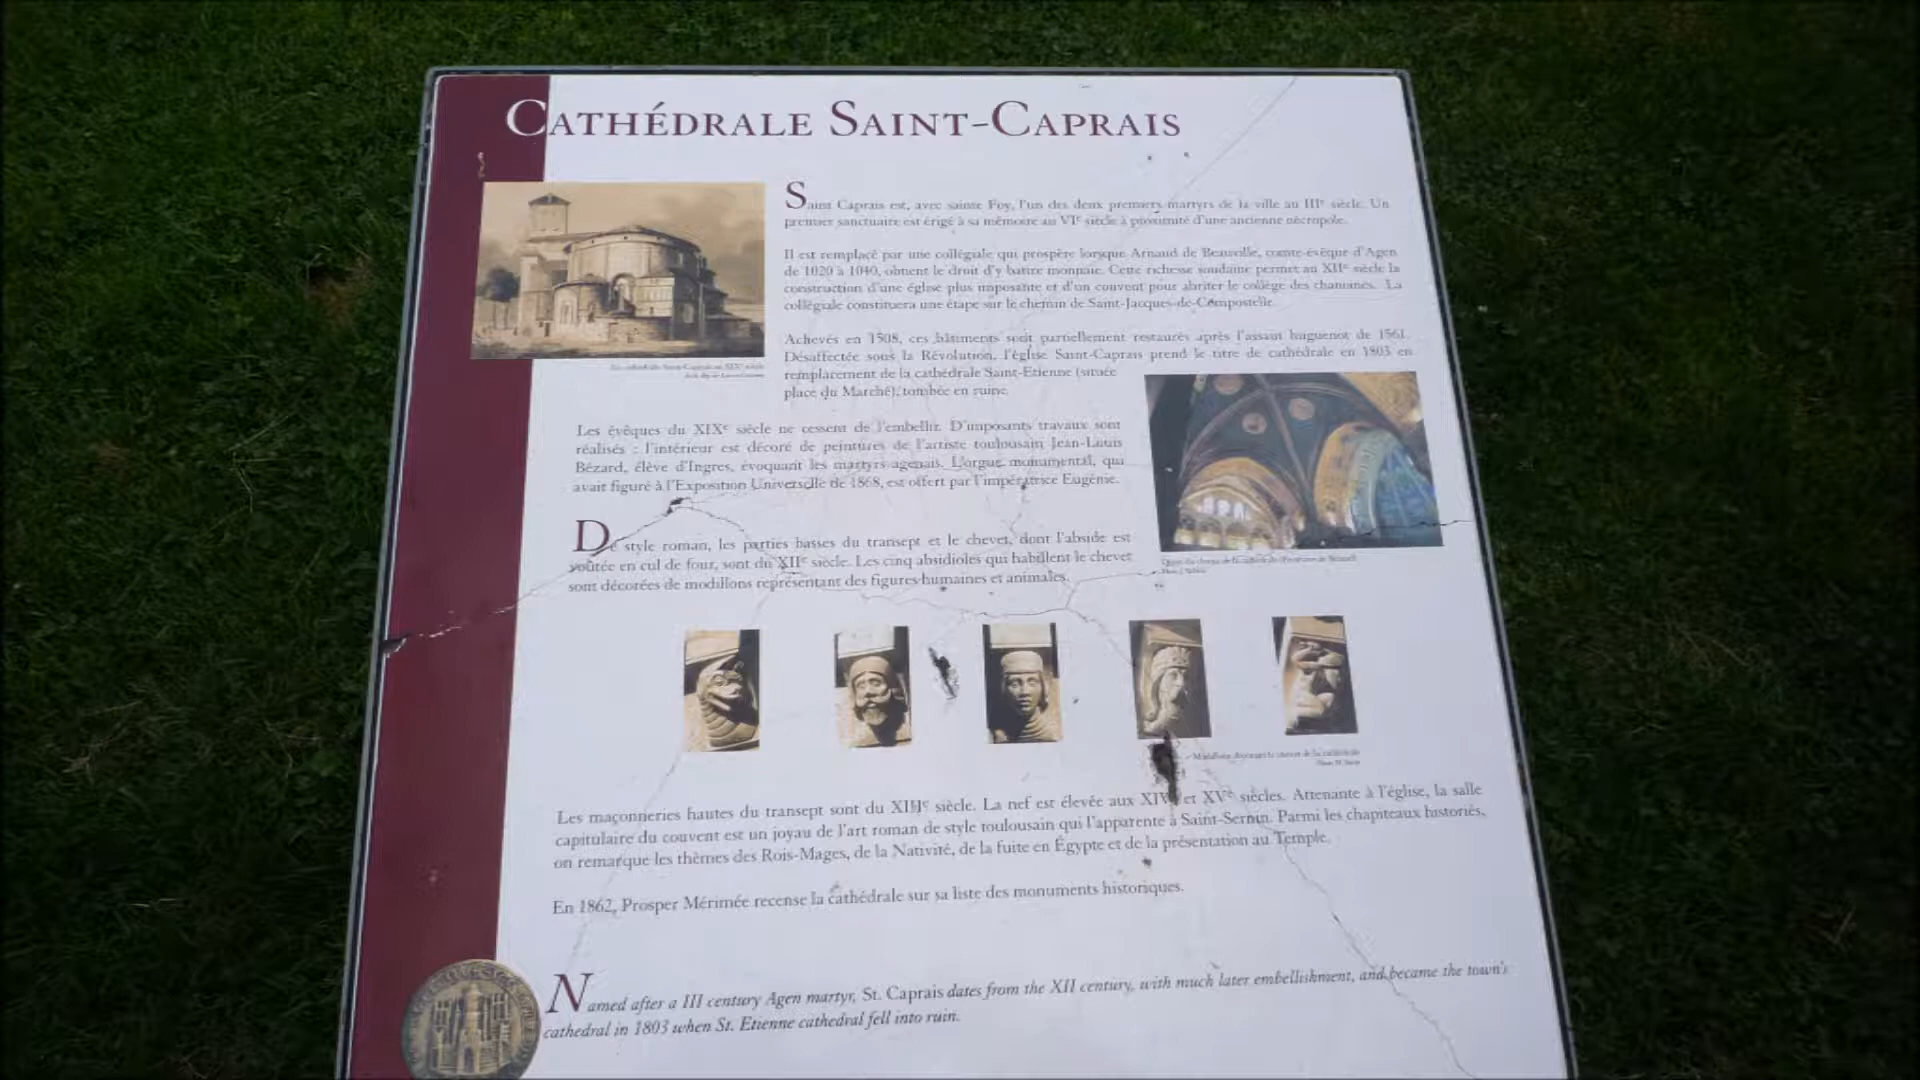 CATHÉDRALE SAINT-CAPRAIS
Saint Caprais est, avec sainte Foy, l'un des deux premiers martyrs de la ville au IIIe siècle. Un
premier sanctuaire est érigé à sa mémoire au VIe siècle à proximité d'une ancienne nécropole.
Il est remplacé par une collégiale qui prospère lorsque Arnaud de Beauville, comte-évêque d'Agen
de 1020 à 1040, obtient le droit d'y battre monnaie. Cette richesse soudaine permet au XIIe siècle la
construction d'une église plus imposante et d'un couvent pour abriter le collège des chanoines. La
collégiale constituera une étape sur le chemin de Saint-Jacques-de-Compostelle.
Achevés en 1508, ces bâtiments sont partiellement restaurés après l'assaut huguenot de 1561.
Désaffectée sous la Révolution, l'église Saint-Caprais prend le titre de cathédrale en 1803 en
remplacement de la cathédrale Saint-Etienne (située
place du Marché), tombée en ruine.
Les évêques du XIXe siècle ne cessent de l'embellir. D'imposants travaux sont
réalisés : l'intérieur est décoré de peintures de l'artiste toulousain Jean-Louis
Bézard, élève d'Ingres, évoquant les martyrs agenais. L'orgue monumental, qui
avait figuré à l'Exposition Universelle de 1868, est offert par l'impératrice Eugénie.
De style roman, les parties basses du transept et le chevet, dont l'abside est
voûtée en cul de four, sont du XIIe siècle. Les cinq absidioles qui habillent le chevet
sont décorées de modillons représentant des figures humaines et animales.
Modillons décorant le chevet de la cathédrale
Les maçonneries hautes du transept sont du XIIIe siècle. La nef est élevée aux XIVe et XVe siècles. Attenante à l'église, la salle
capitulaire du couvent est un joyau de l'art roman de style toulousain qui l'apparente à Saint-Sernin. Parmi les chapiteaux historiés,
on remarque les thèmes des Rois-Mages, de la Nativité, de la fuite en Égypte et de la présentation au Temple.
En 1862, Prosper Mérimée recense la cathédrale sur sa liste des monuments historiques.
Named after a III century Agen martyr, St. Caprais dates from the XII century, with much later embellishment, and became the town's
cathedral in 1803 when St. Etienne cathedral fell into ruin.